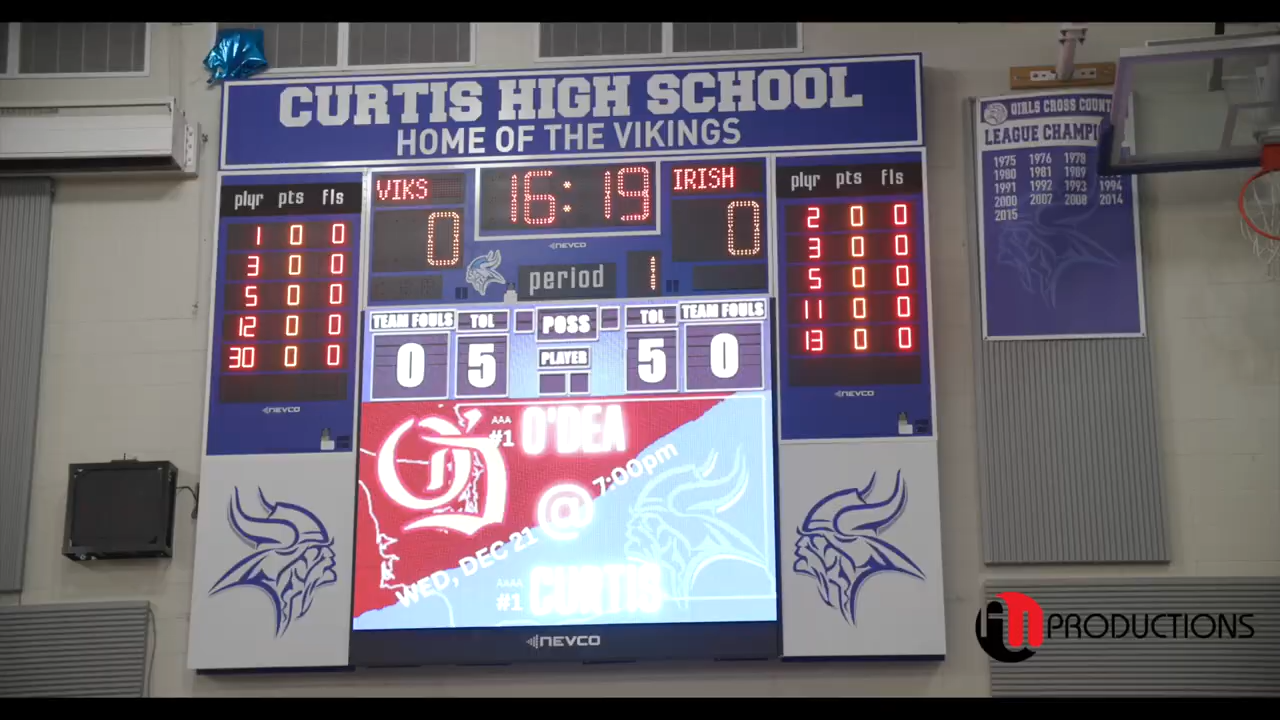 CURTIS HIGH SCHOOL
HOME OF THE VIKINGS
plyr pts fls
1 0 0
3 0 0
5 0 0
12 0 0
30 0 0
NEVCO
VIKS
0
16:19
IRISH
0
NEVCO
period 1
plyr pts fls
2 0 0
3 0 0
5 0 0
11 0 0
13 0 0
NEVCO
TEAM FOULS TOL POSS TOL TEAM FOULS
0 5 PLAYER 5 0
AAA
#1 O'DEA
OD
WED, DEC 21 @ 7:00pm
AAAA
#1 CURTIS
NEVCO
GIRLS CROSS COUNT
LEAGUE CHAMPI
1975 1976 1978
1980 1981 1989
1991 1992 1993 1994
2000 2002 2008 2014
2015
PRODUCTIONS